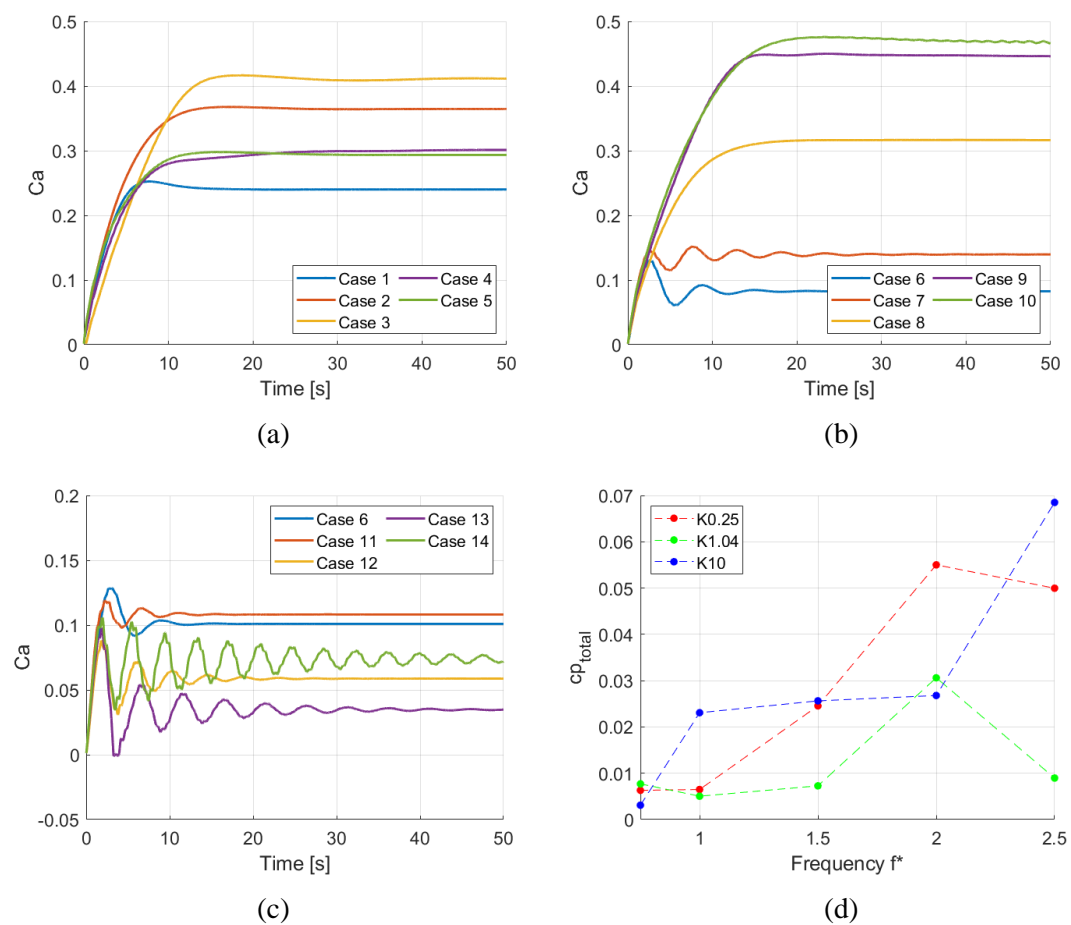 0.5
0.4
0.3
0.2
0.1
0
Ca
Case 1
Case 4
Case 2
Case 5
Case 3
0
10
20
30
40
50
Time [s]
(a)
0.5
0.4
0.3
0.2
0.1
0
Ca
Case 6
Case 9
Case 7
Case 10
Case 8
0
10
20
30
40
50
Time [s]
(b)
0.2
0.15
0.1
0.05
0
-0.05
Ca
Case 6
Case 13
Case 11
Case 14
Case 12
0
10
20
30
40
50
Time [s]
(c)
0.07
0.06
0.05
0.04
0.03
0.02
0.01
0
cp_total
K0.25
K1.04
K10
1
1.5
2
2.5
Frequency f*
(d)